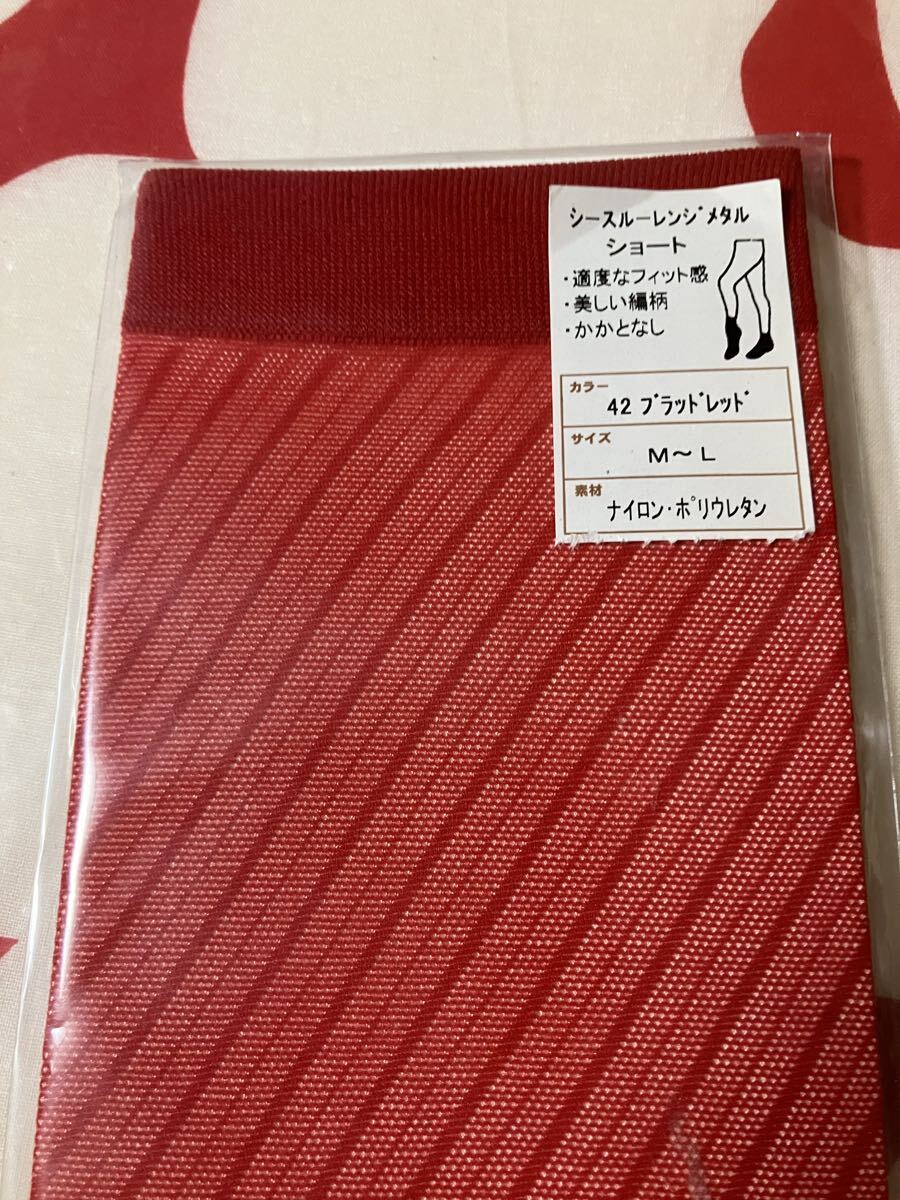 シースルーレンジメタル
ショート
・適度なフィット感
・美しい編柄
・かかとなし
カラー
42 ブラッドレッド
サイズ
M～L
素材
ナイロン・ポリウレタン